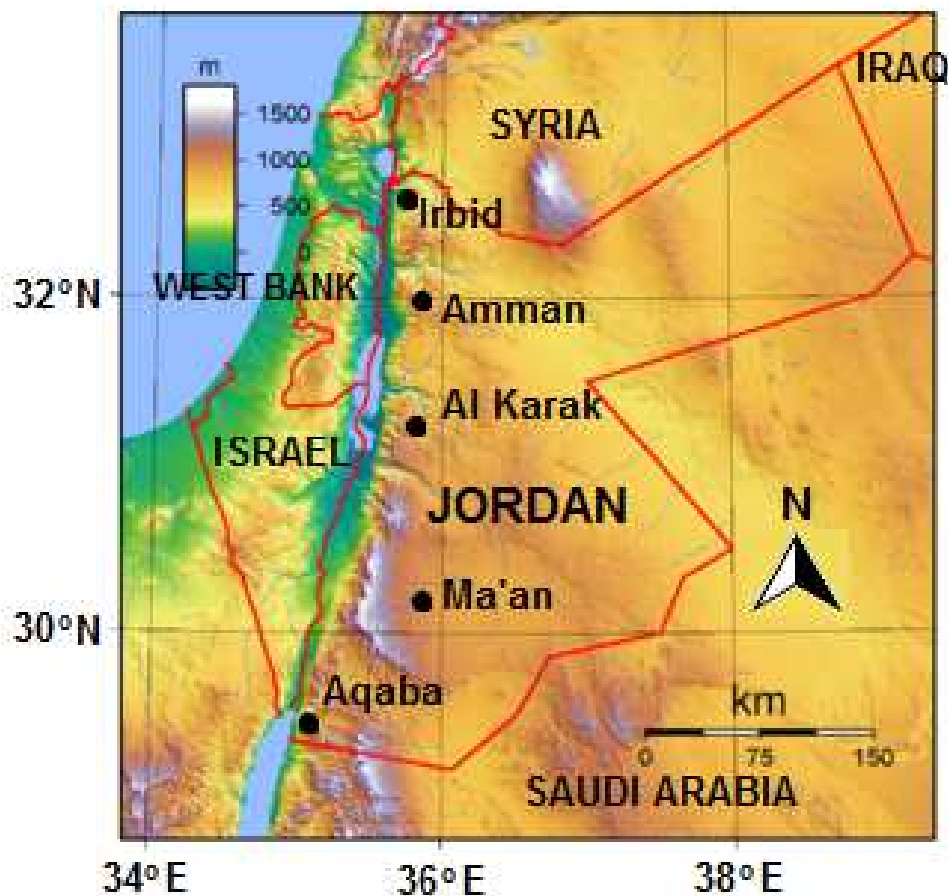 m
1500
1000
500
0
IRAQ
SYRIA
Irbid
32°N
WEST BANK
Amman
Al Karak
ISRAEL
JORDAN
N
Ma'an
30°N
Aqaba
km
0 75 150
SAUDI ARABIA
34°E 36°E 38°E